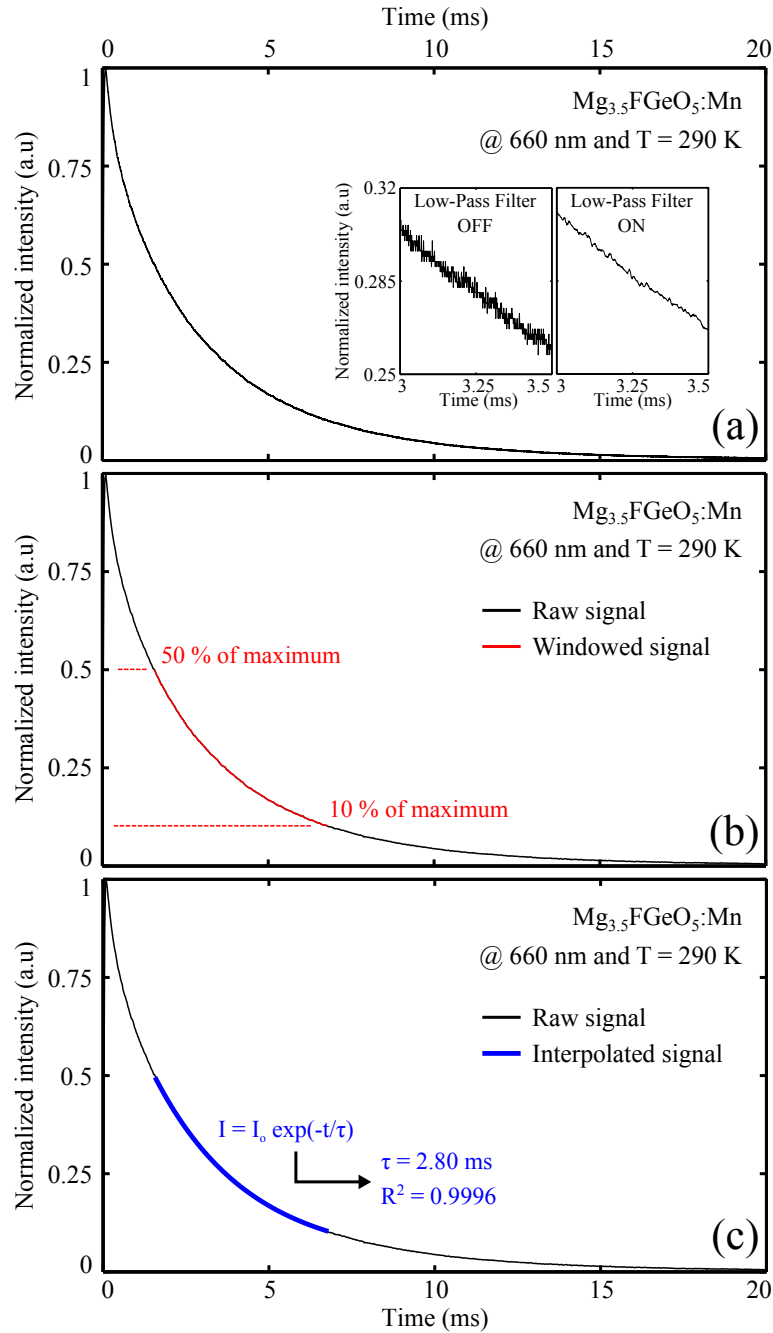 Time (ms)
0 5 10 15 20
1
0.75
0.5
0.25
0
Normalized intensity (a.u)
Mg3.5FGeO5:Mn
@ 660 nm and T = 290 K
0.32
0.285
0.25
Normalized intensity (a.u)
Low-Pass Filter
OFF
3 3.25 3.5
Time (ms)
Low-Pass Filter
ON
3 3.25 3.5
Time (ms)
(a)
1
0.75
0.5
0.25
0
Normalized intensity (a.u)
Mg3.5FGeO5:Mn
@ 660 nm and T = 290 K
Raw signal
Windowed signal
50 % of maximum
10 % of maximum
(b)
1
0.75
0.5
0.25
0
Normalized intensity (a.u)
Mg3.5FGeO5:Mn
@ 660 nm and T = 290 K
Raw signal
Interpolated signal
I = Io exp(-t/τ)
τ = 2.80 ms
R² = 0.9996
(c)
0 5 10 15 20
Time (ms)